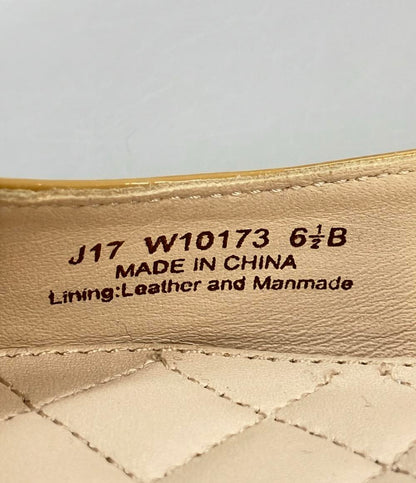 J17 W10173 6½B
MADE IN CHINA
Lining:Leather and Manmade